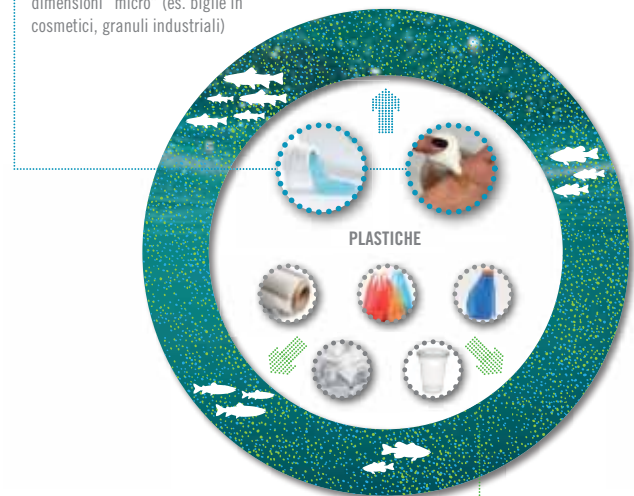 dimensioni "micro" (es. biglie in
cosmetici, granuli industriali)
PLASTICHE